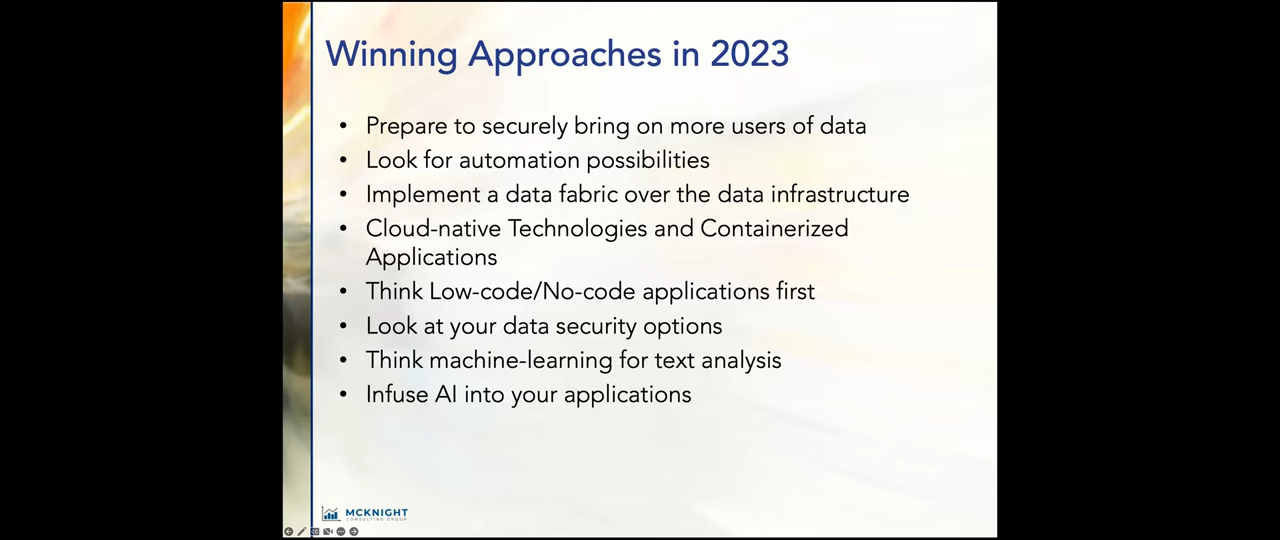 Winning Approaches in 2023
• Prepare to securely bring on more users of data
• Look for automation possibilities
• Implement a data fabric over the data infrastructure
• Cloud-native Technologies and Containerized
Applications
• Think Low-code/No-code applications first
• Look at your data security options
• Think machine-learning for text analysis
• Infuse AI into your applications
MCKNIGHT
CONSULTING GROUP